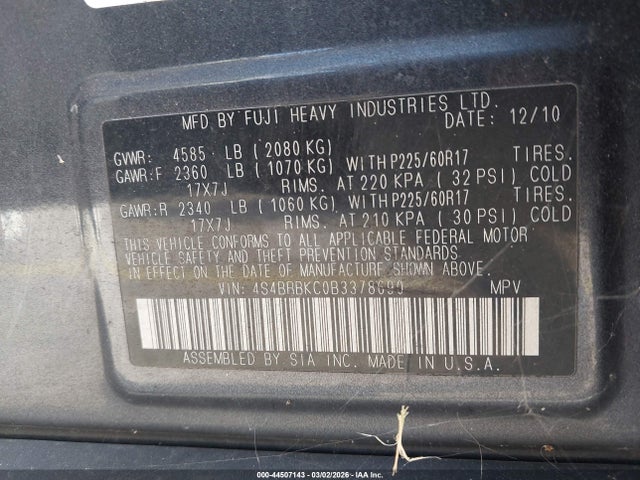 MFD BY FUJI HEAVY INDUSTRIES LTD.
DATE: 12/10
GVWR: 4585 LB (2080 KG)
GAWR:F 2360 LB (1070 KG) WITH P225/60R17 TIRES.
17X7J RIMS. AT 220 KPA (32 PSI) COLD
GAWR:R 2340 LB (1060 KG) WITH P225/60R17 TIRES.
17X7J RIMS. AT 210 KPA (30 PSI) COLD
THIS VEHICLE CONFORMS TO ALL APPLICABLE FEDERAL MOTOR
VEHICLE SAFETY AND THEFT PREVENTION STANDARDS
IN EFFECT ON THE DATE OF MANUFACTURE SHOWN ABOVE.
VIN: MPV
ASSEMBLED BY SIA INC. MADE IN U.S.A.
000-44507143 | 03/02/2026 | IAAI.com